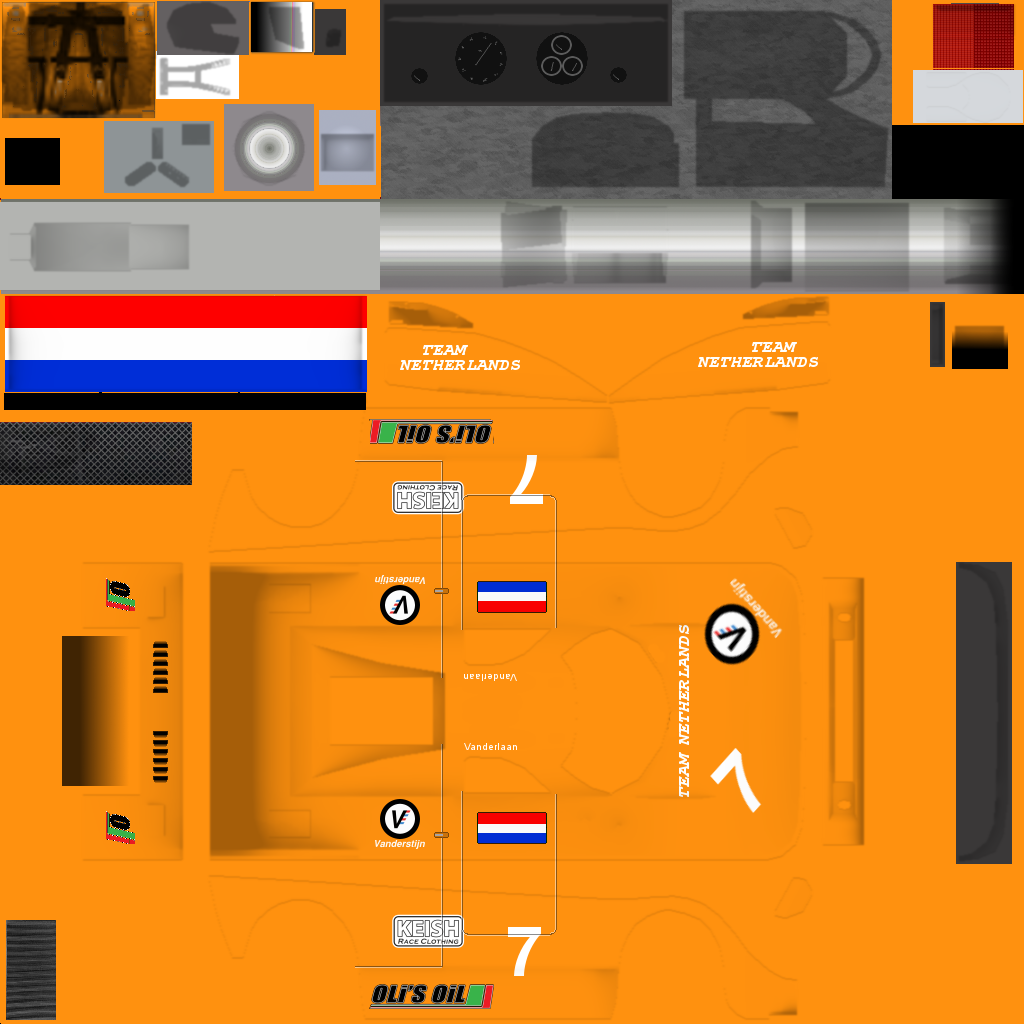 TEAM
NETHERLANDS
TEAM
NETHERLANDS
OLi'S OiL
7
KEISH
RACE CLOTHING
Vanderstijn
V
Vanderstijn
V
TEAM NETHERLANDS
Vanderlaan
Vanderlaan
7
V
Vanderstijn
KEISH
RACE CLOTHING
7
OLi'S OiL